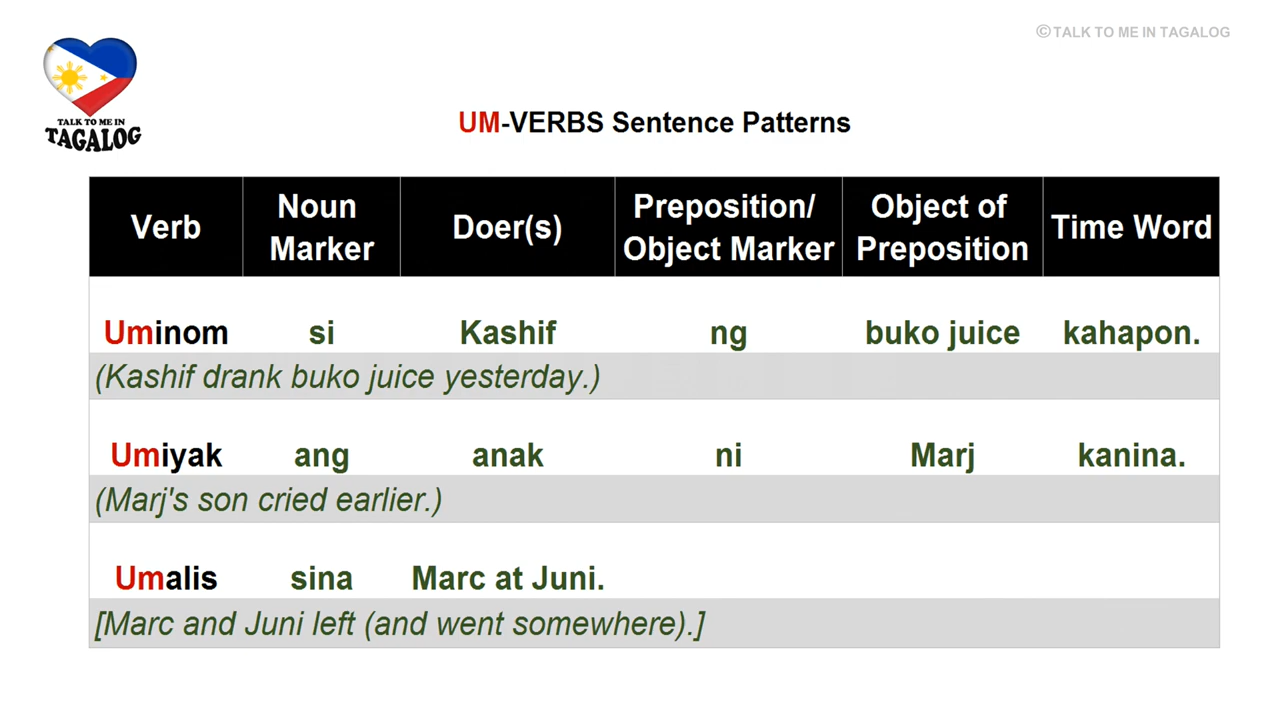 ©TALK TO ME IN TAGALOG
TALK TO ME IN
TAGALOG
UM-VERBS Sentence Patterns
Verb Noun Marker Doer(s) Preposition/ Object Marker Object of Preposition Time Word
Uminom si Kashif ng buko juice kahapon.
(Kashif drank buko juice yesterday.)
Umiyak ang anak ni Marj kanina.
(Marj's son cried earlier.)
Umalis sina Marc at Juni.
[Marc and Juni left (and went somewhere).]